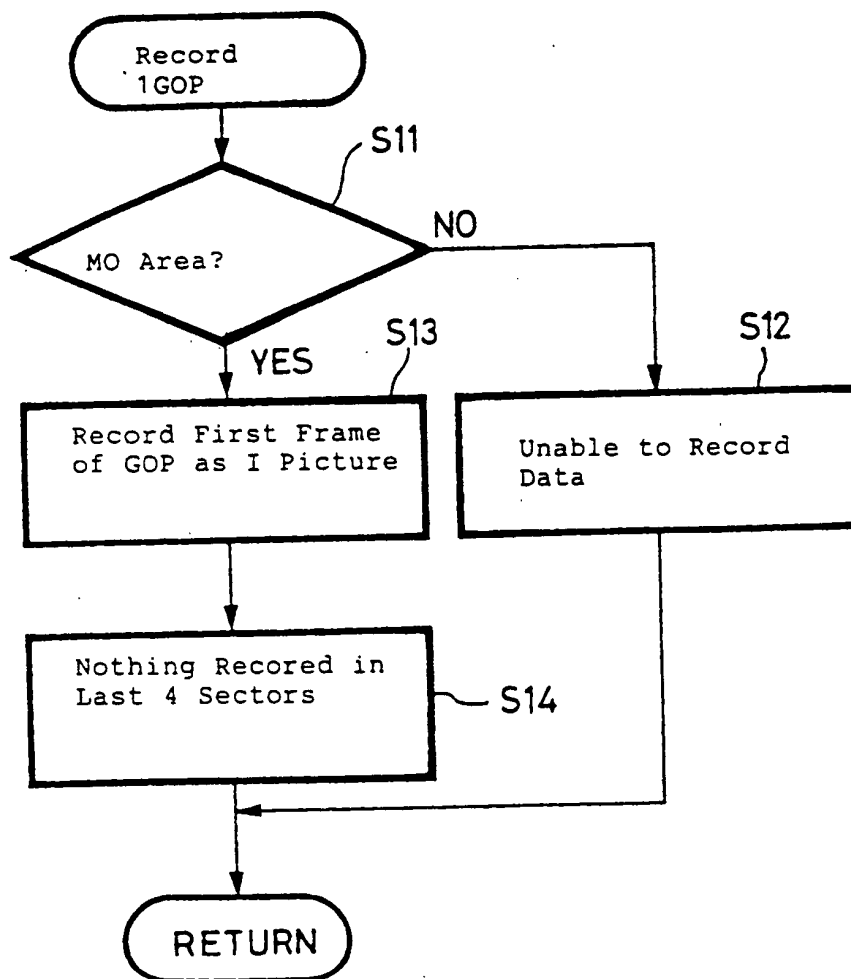 Record
1GOP
S11
MO Area?
NO
YES
S13
S12
Record First Frame
of GOP as I Picture
Unable to Record
Data
Nothing Recored in
Last 4 Sectors
S14
RETURN